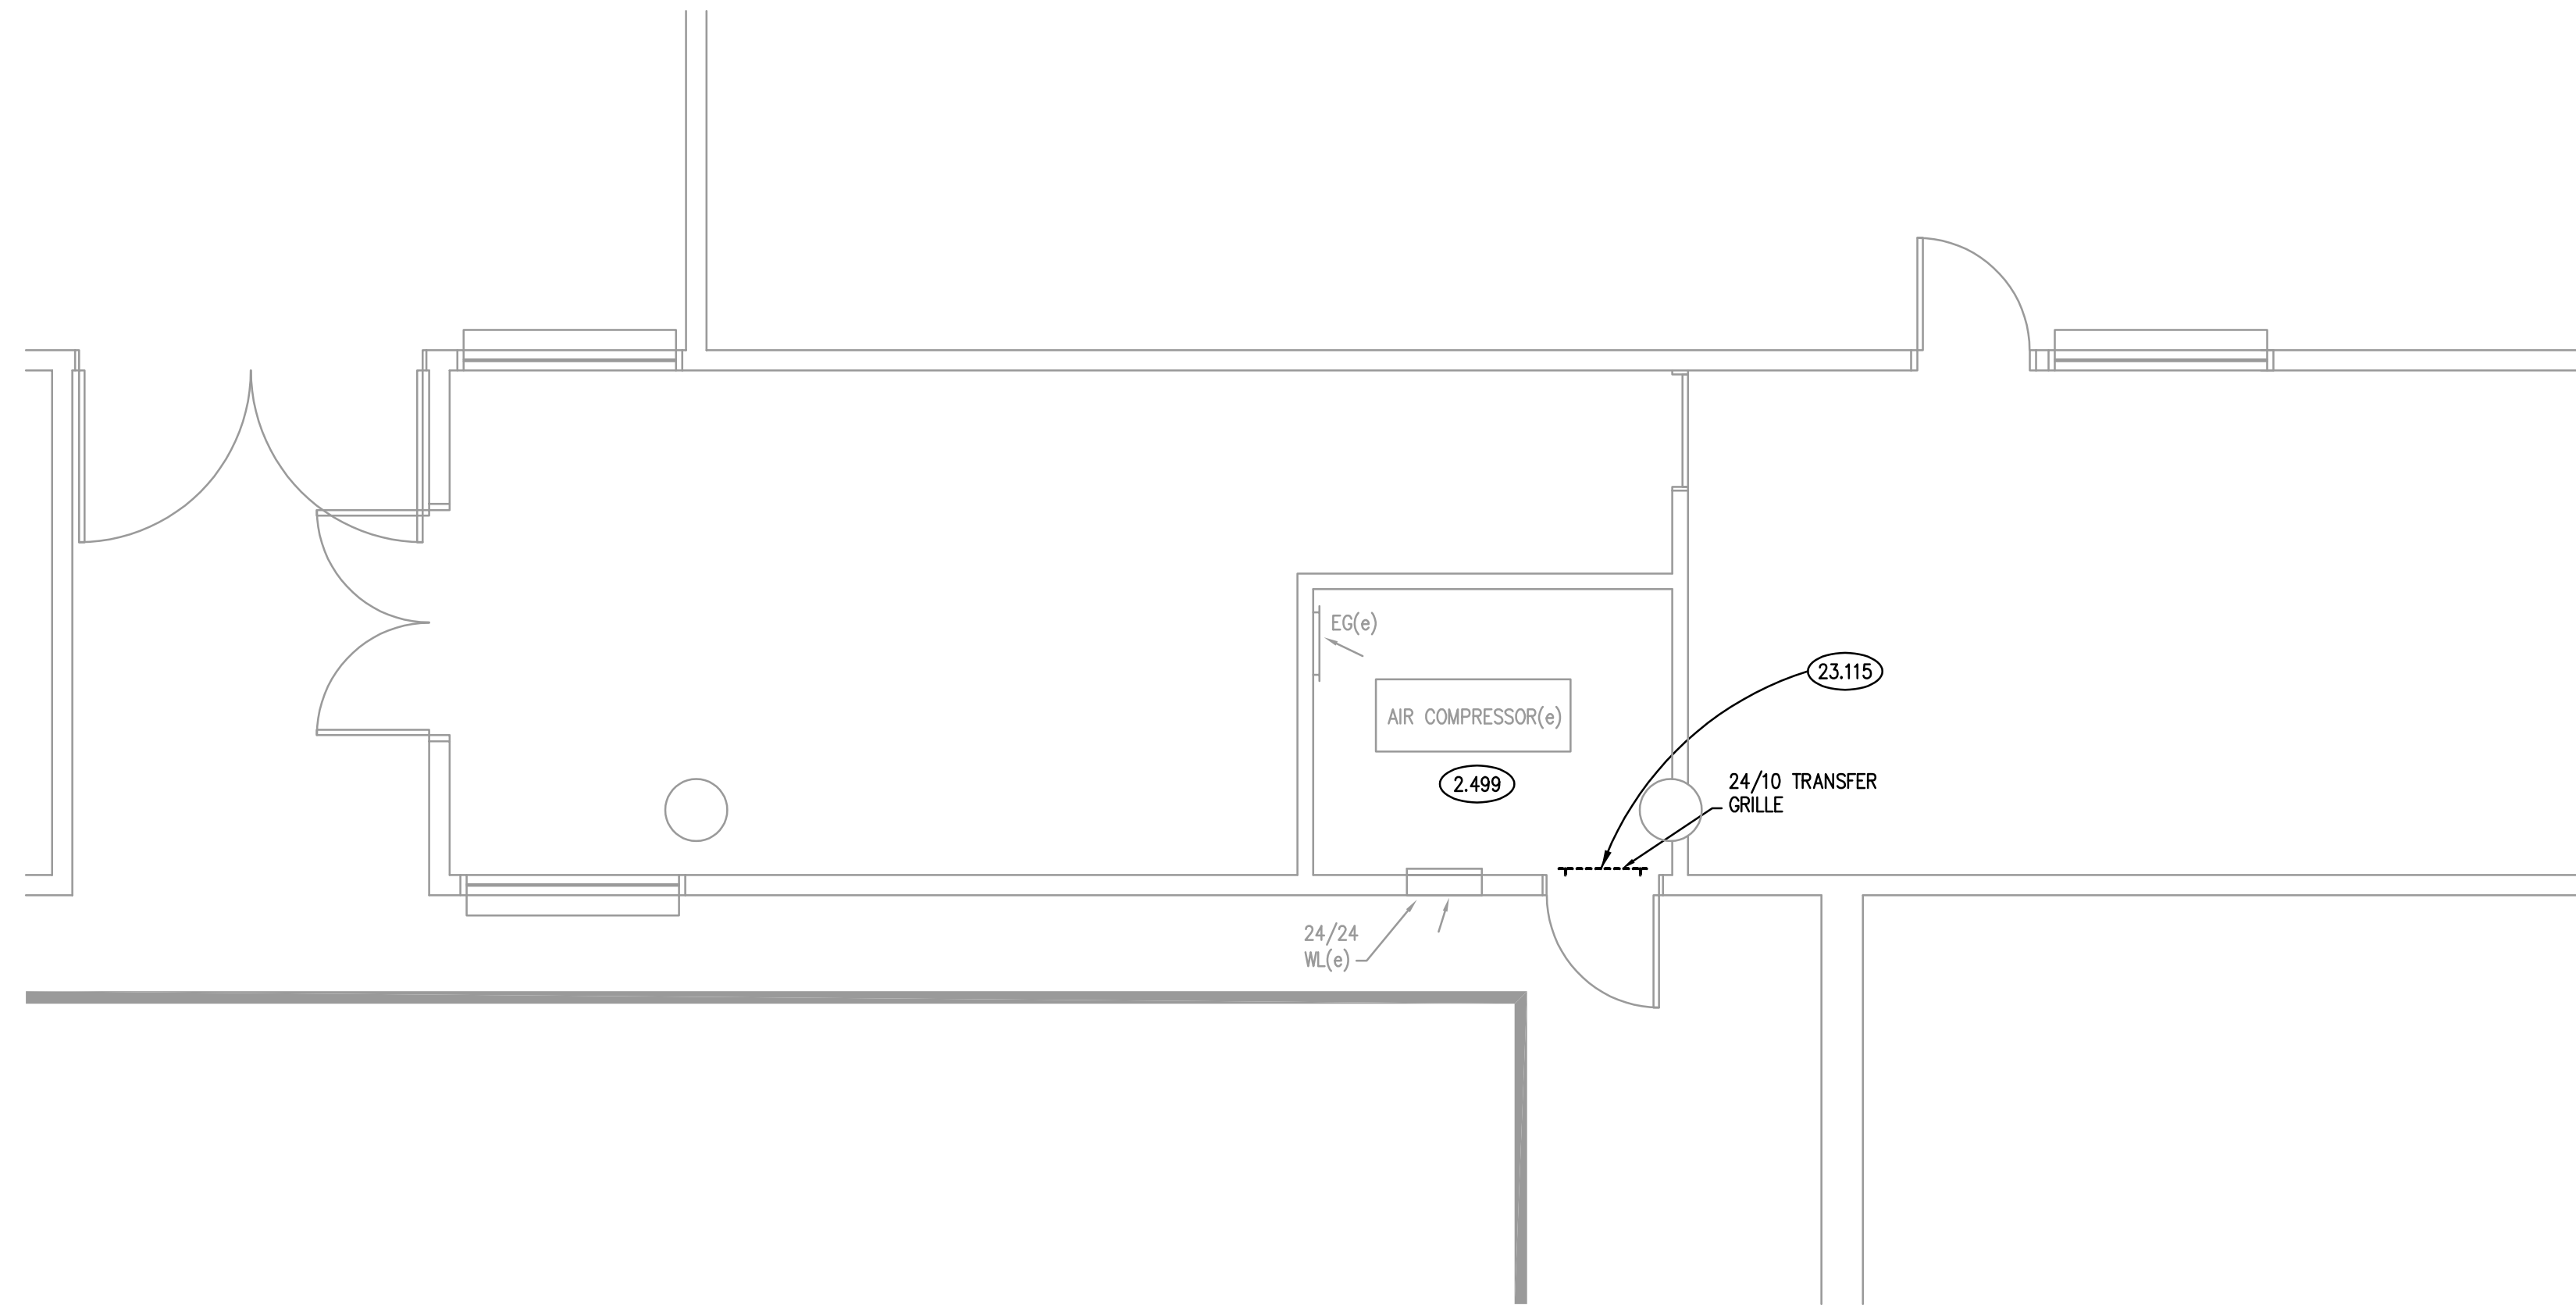 EG(e)
23.115
AIR COMPRESSOR(e)
2.499
24/10 TRANSFER
GRILLE
24/24
WL(e)